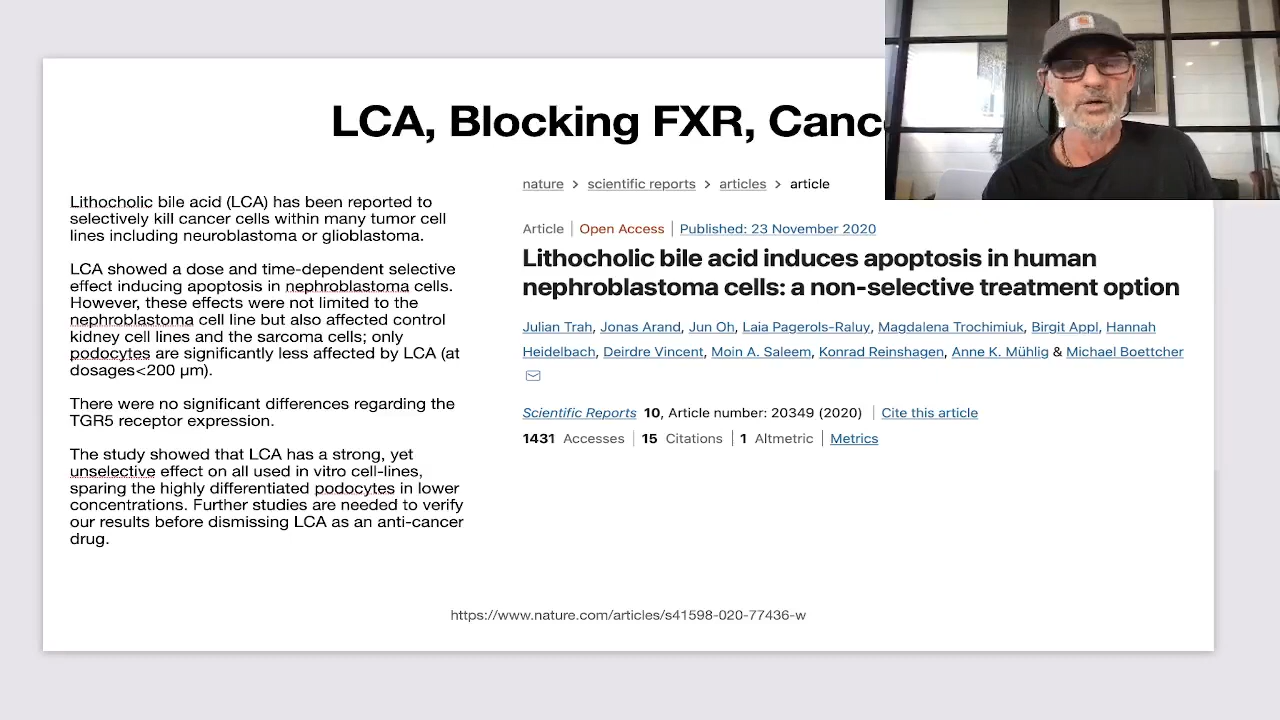 LCA, Blocking FXR,
Lithocholic bile acid (LCA) has been reported to
selectively kill cancer cells within many tumor cell
lines including neuroblastoma or glioblastoma.
LCA showed a dose and time-dependent selective
effect inducing apoptosis in nephroblastoma cells.
However, these effects were not limited to the
nephroblastoma cell line but also affected control
kidney cell lines and the sarcoma cells; only
podocytes are significantly less affected by LCA (at
dosages<200 µm).
There were no significant differences regarding the
TGR5 receptor expression.
The study showed that LCA has a strong, yet
unselective effect on all used in vitro cell-lines,
sparing the highly differentiated podocytes in lower
concentrations. Further studies are needed to verify
our results before dismissing LCA as an anti-cancer
drug.
nature > scientific reports > articles > article
Article | Open Access | Published: 23 November 2020
Lithocholic bile acid induces apoptosis in human
nephroblastoma cells: a non-selective treatment option
Julian Trah, Jonas Arand, Jun Oh, Laia Pagerols-Raluy, Magdalena Trochimiuk, Birgit Appl, Hannah
Heidelbach, Deirdre Vincent, Moin A. Saleem, Konrad Reinshagen, Anne K. Mühlig & Michael Boettcher
Scientific Reports 10, Article number: 20349 (2020) | Cite this article
1431 Accesses | 15 Citations | 1 Altmetric | Metrics
https://www.nature.com/articles/s41598-020-77436-w